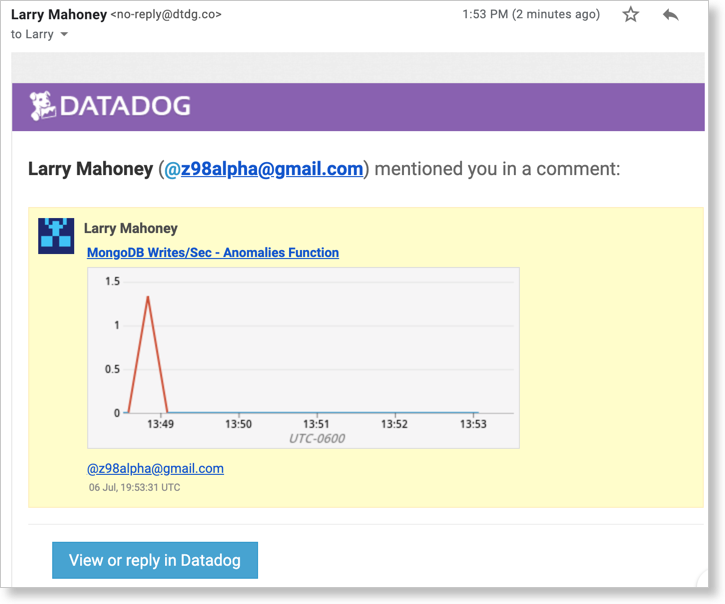 Larry Mahoney <no-reply@dtdg.co> 1:53 PM (2 minutes ago)
to Larry
DATADOG
Larry Mahoney (@z98alpha@gmail.com) mentioned you in a comment:
Larry Mahoney
MongoDB Writes/Sec - Anomalies Function
1.5
1
0.5
0
13:49 13:50 13:51 13:52 13:53
UTC-0600
@z98alpha@gmail.com
06 Jul, 19:53:31 UTC
View or reply in Datadog